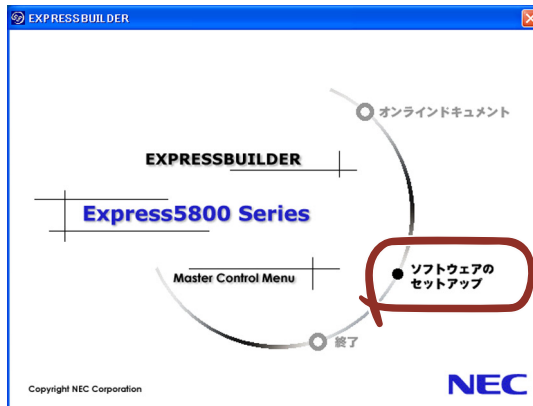 EXPRESSBUILDER
オンラインドキュメント
EXPRESSBUILDER
Express5800 Series
ソフトウェアの
セットアップ
Master Control Menu
終了
Copyright NEC Corporation
NEC